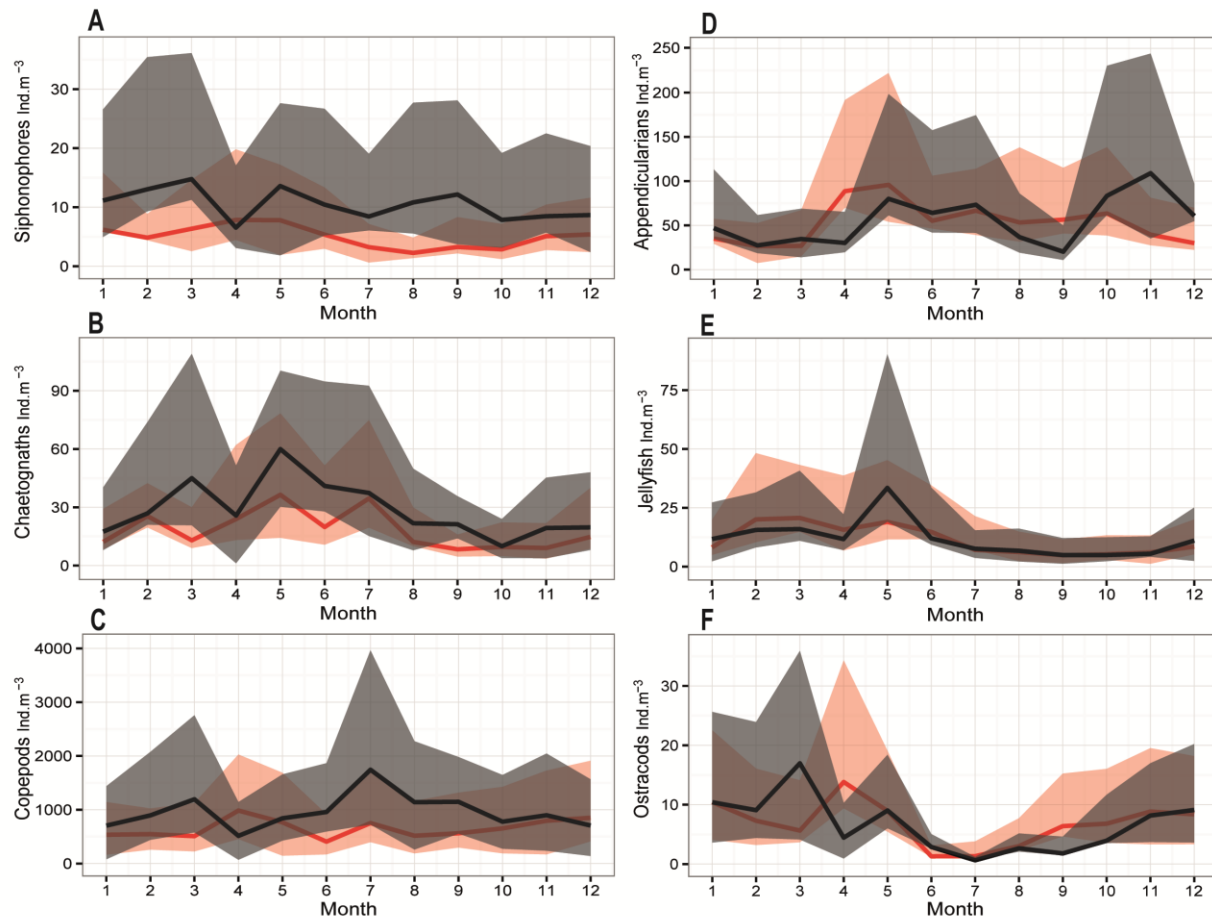 A
Siphonophores Ind.m⁻³
30
20
10
0
1 2 3 4 5 6 7 8 9 10 11 12
Month
B
Chaetognaths Ind.m⁻³
90
60
30
0
1 2 3 4 5 6 7 8 9 10 11 12
Month
C
Copepods Ind.m⁻³
4000
3000
2000
1000
0
1 2 3 4 5 6 7 8 9 10 11 12
Month
D
Appendicularians Ind.m⁻³
250
200
150
100
50
0
1 2 3 4 5 6 7 8 9 10 11 12
Month
E
Jellyfish Ind.m⁻³
75
50
25
0
1 2 3 4 5 6 7 8 9 10 11 12
Month
F
Ostracods Ind.m⁻³
30
20
10
0
1 2 3 4 5 6 7 8 9 10 11 12
Month